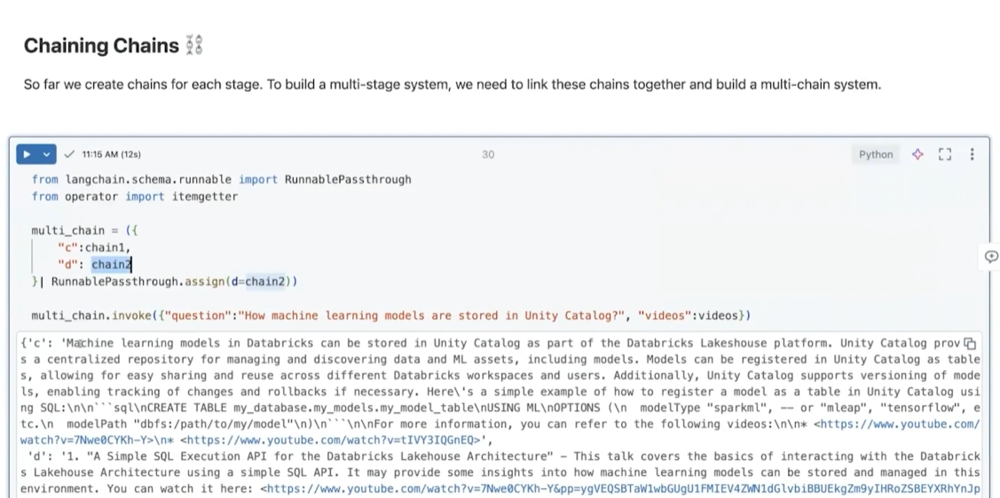 Chaining Chains ⛓️
So far we create chains for each stage. To build a multi-stage system, we need to link these chains together and build a multi-chain system.
11:15 AM (12s)
30
Python
from langchain.schema.runnable import RunnablePassthrough
from operator import itemgetter
multi_chain = ({
"c":chain1,
"d": chain2
}| RunnablePassthrough.assign(d=chain2))
multi_chain.invoke({"question":"How machine learning models are stored in Unity Catalog?", "videos":videos})
{'c': 'Machine learning models in Databricks can be stored in Unity Catalog as part of the Databricks Lakehouse platform. Unity Catalog prov
s a centralized repository for managing and discovering data and ML assets, including models. Models can be registered in Unity Catalog as table
s, allowing for easy sharing and reuse across different Databricks workspaces and users. Additionally, Unity Catalog supports versioning of mode
ls, enabling tracking of changes and rollbacks if necessary. Here\'s a simple example of how to register a model as a table in Unity Catalog usi
ng SQL:\n\n```sql\nCREATE TABLE my_database.my_models.my_model_table\nUSING ML\nOPTIONS (\n  modelType "sparkml", -- or "mleap", "tensorflow", e
tc.\n  modelPath "dbfs:/path/to/my/model"\n)\n```\n\nFor more information, you can refer to the following videos:\n\n* <https://www.youtube.com/
watch?v=7Nwe0CYKh-Y>\n* <https://www.youtube.com/watch?v=tIVY3IQGnEQ>',
'd': '1. "A Simple SQL Execution API for the Databricks Lakehouse Architecture" – This talk covers the basics of interacting with the Databrick
s Lakehouse Architecture using a simple SQL API. It may provide some insights into how machine learning models can be stored and managed in this
environment. You can watch it here: <https://www.youtube.com/watch?v=7Nwe0CYKh-Y&pp=ygVEQSBTaW1wbGUgU1FMIEV4ZWN1dGlvbiBBUEkgZm9yIHRoZSBEYXRhYnJp